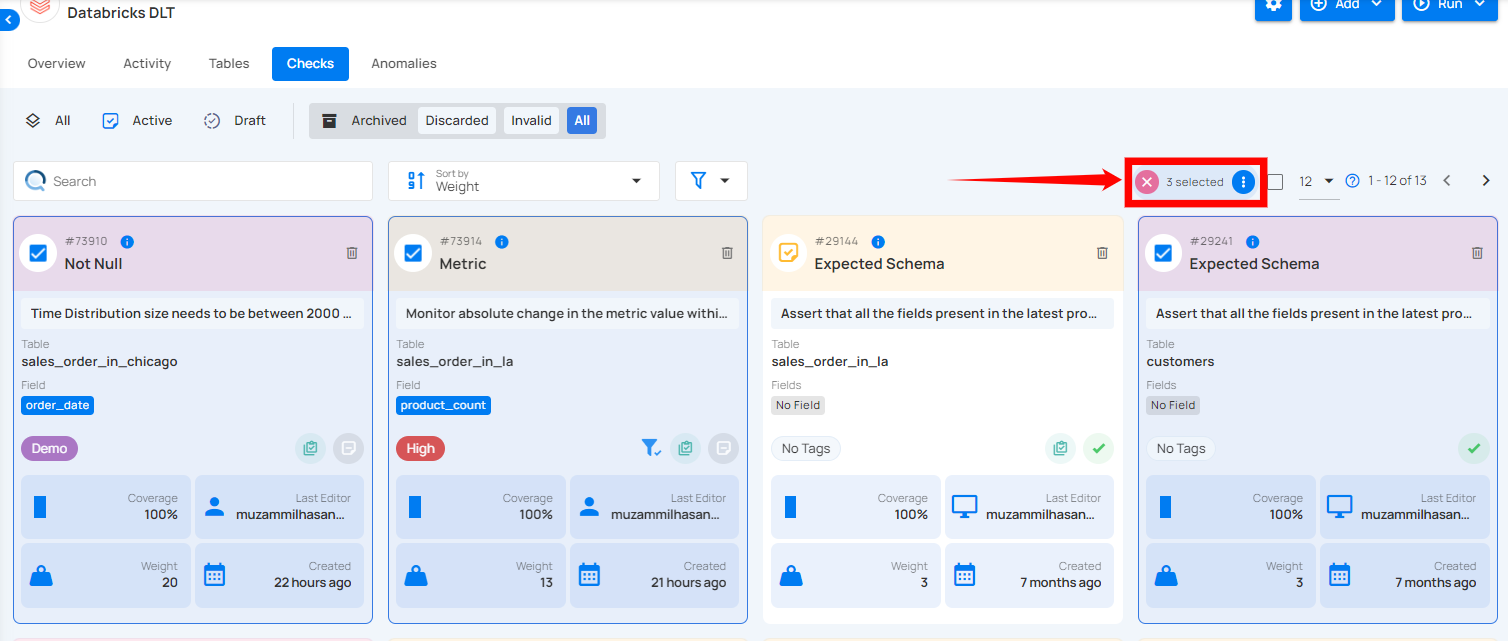 Databricks DLT
Add
Run
Overview Activity Tables Checks Anomalies
All Active Draft Archived Discarded Invalid All
Search
Sort by
Weight
3 selected
12
1 - 12 of 13
#73910
Not Null
Time Distribution size needs to be between 2000 ...
Table
sales_order_in_chicago
Field
order_date
Demo
Coverage
100%
Last Editor
muzammilhasan...
Weight
20
Created
22 hours ago
#73914
Metric
Monitor absolute change in the metric value withi...
Table
sales_order_in_la
Field
product_count
High
Coverage
100%
Last Editor
muzammilhasan...
Weight
13
Created
21 hours ago
#29144
Expected Schema
Assert that all the fields present in the latest pro...
Table
sales_order_in_la
Fields
No Field
No Tags
Coverage
100%
Last Editor
muzammilhasan...
Weight
3
Created
7 months ago
#29241
Expected Schema
Assert that all the fields present in the latest pro...
Table
customers
Fields
No Field
No Tags
Coverage
100%
Last Editor
muzammilhasan...
Weight
3
Created
7 months ago